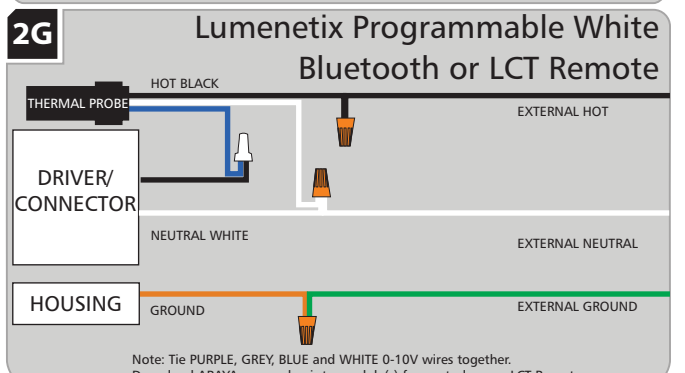 2G
Lumenetix Programmable White
Bluetooth or LCT Remote
HOT BLACK
THERMAL PROBE
EXTERNAL HOT
DRIVER/
CONNECTOR
NEUTRAL WHITE
EXTERNAL NEUTRAL
HOUSING
GROUND
EXTERNAL GROUND
Note: Tie PURPLE, GREY, BLUE and WHITE 0-10V wires together.